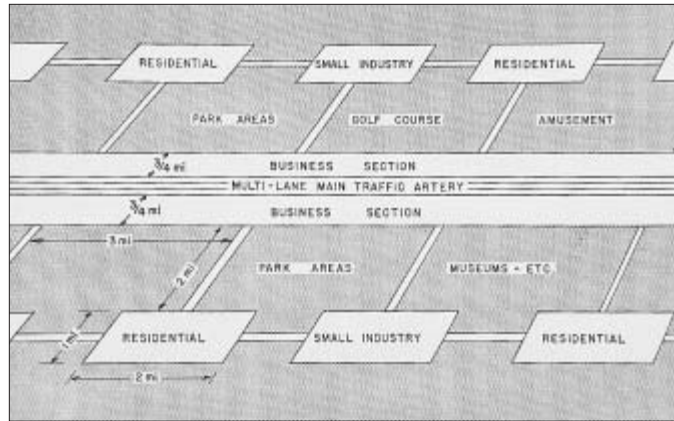 RESIDENTIAL
SMALL INDUSTRY
RESIDENTIAL
PARK AREAS
GOLF COURSE
AMUSEMENT
3/4 mi
BUSINESS SECTION
MULTI-LANE MAIN TRAFFIC ARTERY
3/4 mi
BUSINESS SECTION
3 mi
2 mi
PARK AREAS
MUSEUMS - ETC.
1 mi
RESIDENTIAL
SMALL INDUSTRY
RESIDENTIAL
2 mi